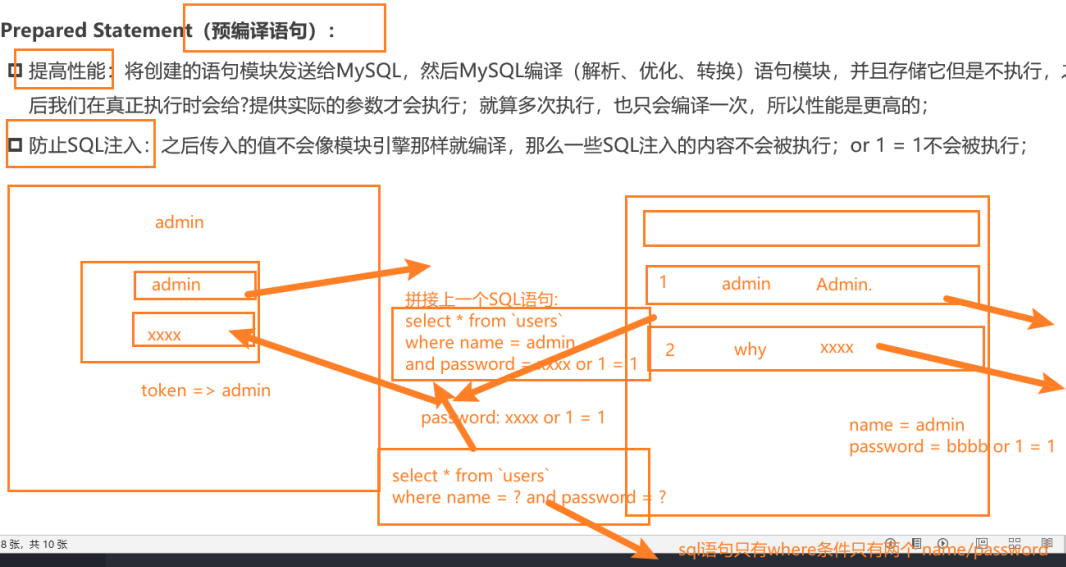 Prepared Statement（预编译语句）：
提高性能：将创建的语句模块发送给MySQL，然后MySQL编译（解析、优化、转换）语句模块，并且存储它但是不执行，
后我们在真正执行时会给?提供实际的参数才会执行；就算多次执行，也只会编译一次，所以性能是更高的；
防止SQL注入：之后传入的值不会像模块引擎那样就编译，那么一些SQL注入的内容不会被执行；or 1 = 1不会被执行；
admin
admin
xxxx
token => admin
拼接上一个SQL语句:
select * from `users`
where name = admin
and password = xxxx or 1 = 1
password: xxxx or 1 = 1
select * from `users`
where name = ? and password = ?
1 admin Admin.
2 why xxxx
name = admin
password = bbbb or 1 = 1
sql语句只有where条件只有两个 name/password
8 张，共 10 张